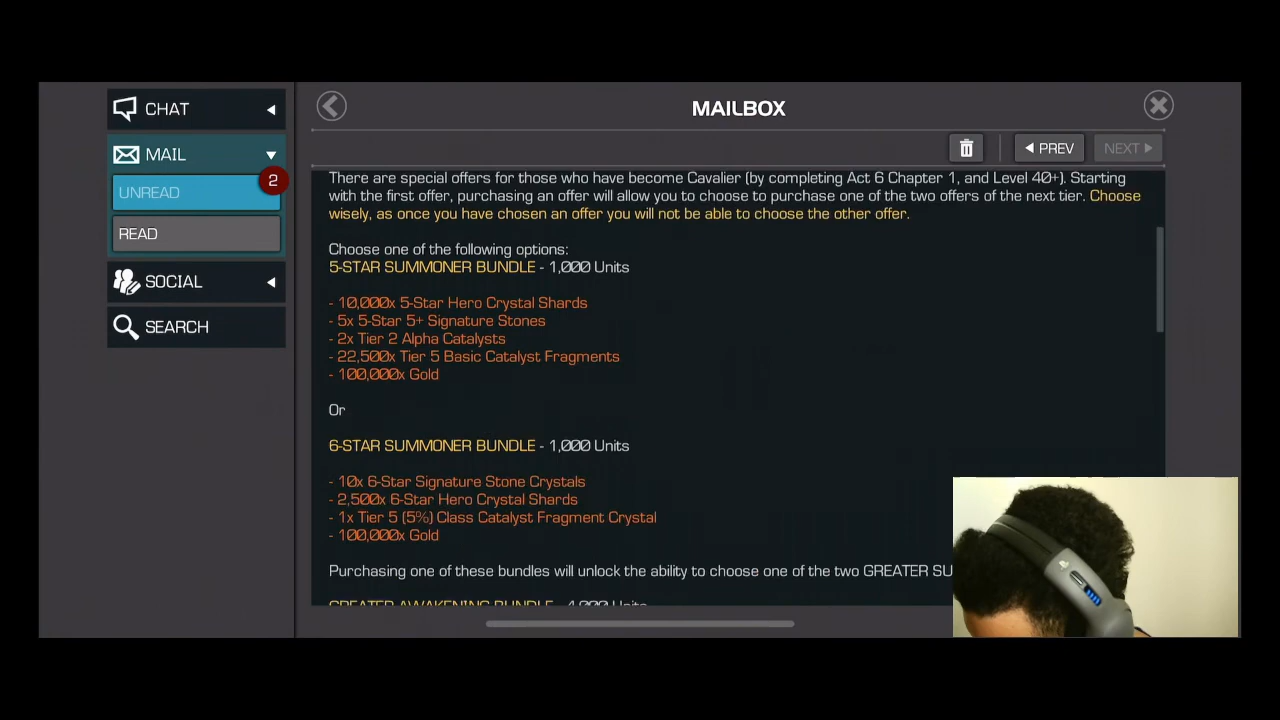 CHAT
MAIL
2
UNREAD
READ
SOCIAL
SEARCH
MAILBOX
PREV
NEXT
There are special offers for those who have become Cavalier (by completing Act 6 Chapter 1, and Level 40+). Starting
with the first offer, purchasing an offer will allow you to choose to purchase one of the two offers of the next tier. Choose
wisely, as once you have chosen an offer you will not be able to choose the other offer.
Choose one of the following options:
5-STAR SUMMONER BUNDLE - 1,000 Units
- 10,000x 5-Star Hero Crystal Shards
- 5x 5-Star 5+ Signature Stones
- 2x Tier 2 Alpha Catalysts
- 22,500x Tier 5 Basic Catalyst Fragments
- 100,000x Gold
Or
6-STAR SUMMONER BUNDLE - 1,000 Units
- 10x 6-Star Signature Stone Crystals
- 2,500x 6-Star Hero Crystal Shards
- 1x Tier 5 (5%) Class Catalyst Fragment Crystal
- 100,000x Gold
Purchasing one of these bundles will unlock the ability to choose one of the two GREATER SU
GREATER AWAKENING BUNDLE - 4,000 Units